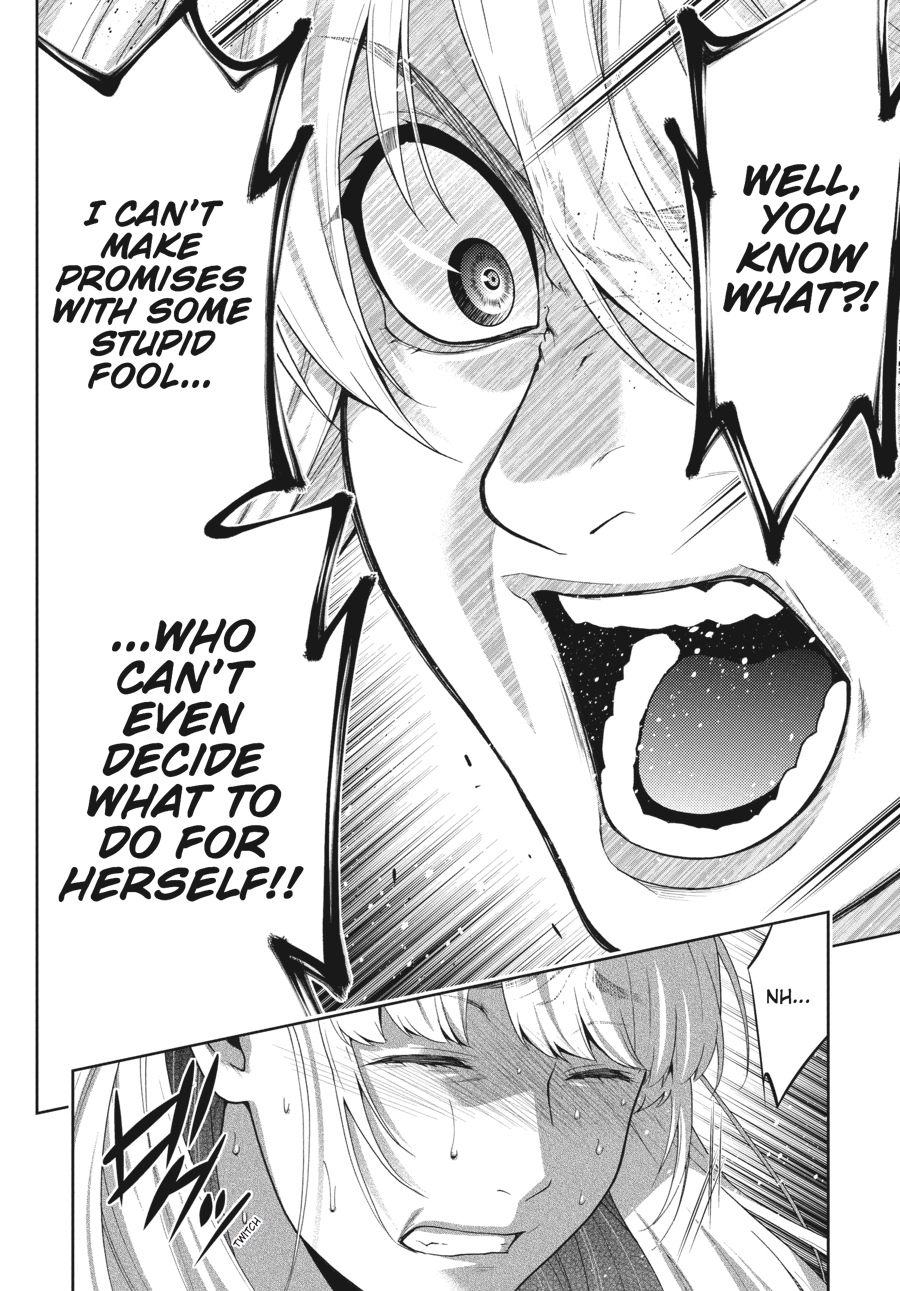 WELL,
YOU
KNOW
WHAT?!
I CAN'T
MAKE
PROMISES
WITH SOME
STUPID
FOOL...
...WHO
CAN'T
EVEN
DECIDE
WHAT TO
DO FOR
HERSELF!!
NH...
TWITCH